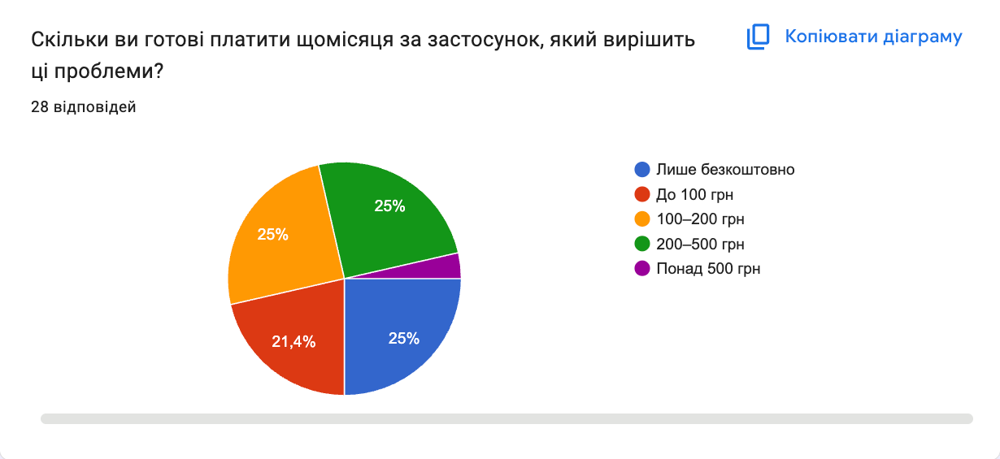 Скільки ви готові платити щомісяця за застосунок, який вирішить
ці проблеми?
Копіювати діаграму
28 відповідей
25%
25%
21,4%
25%
Лише безкоштовно
До 100 грн
100–200 грн
200–500 грн
Понад 500 грн